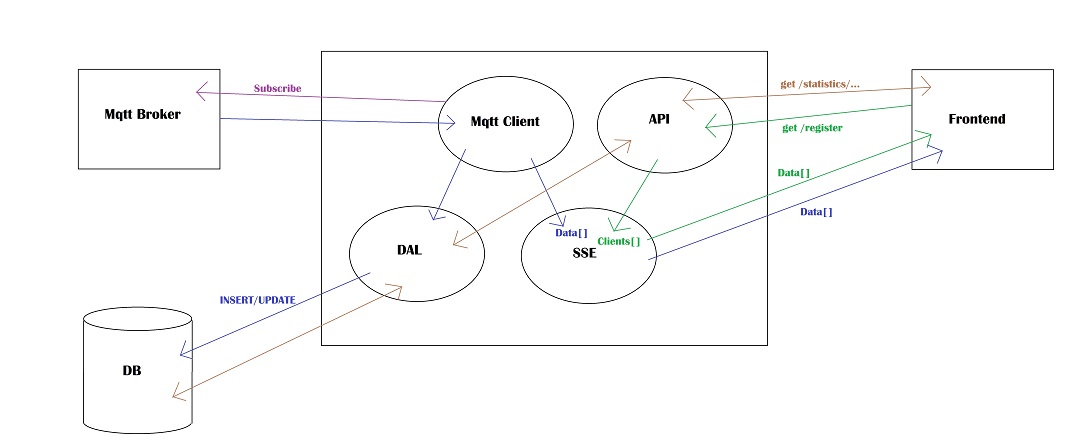 Subscribe
get /statistics/...
Mqtt Broker
Mqtt Client
API
Frontend
get /register
Data[]
Data[]
Data[]
Clients[]
DAL
SSE
INSERT/UPDATE
DB